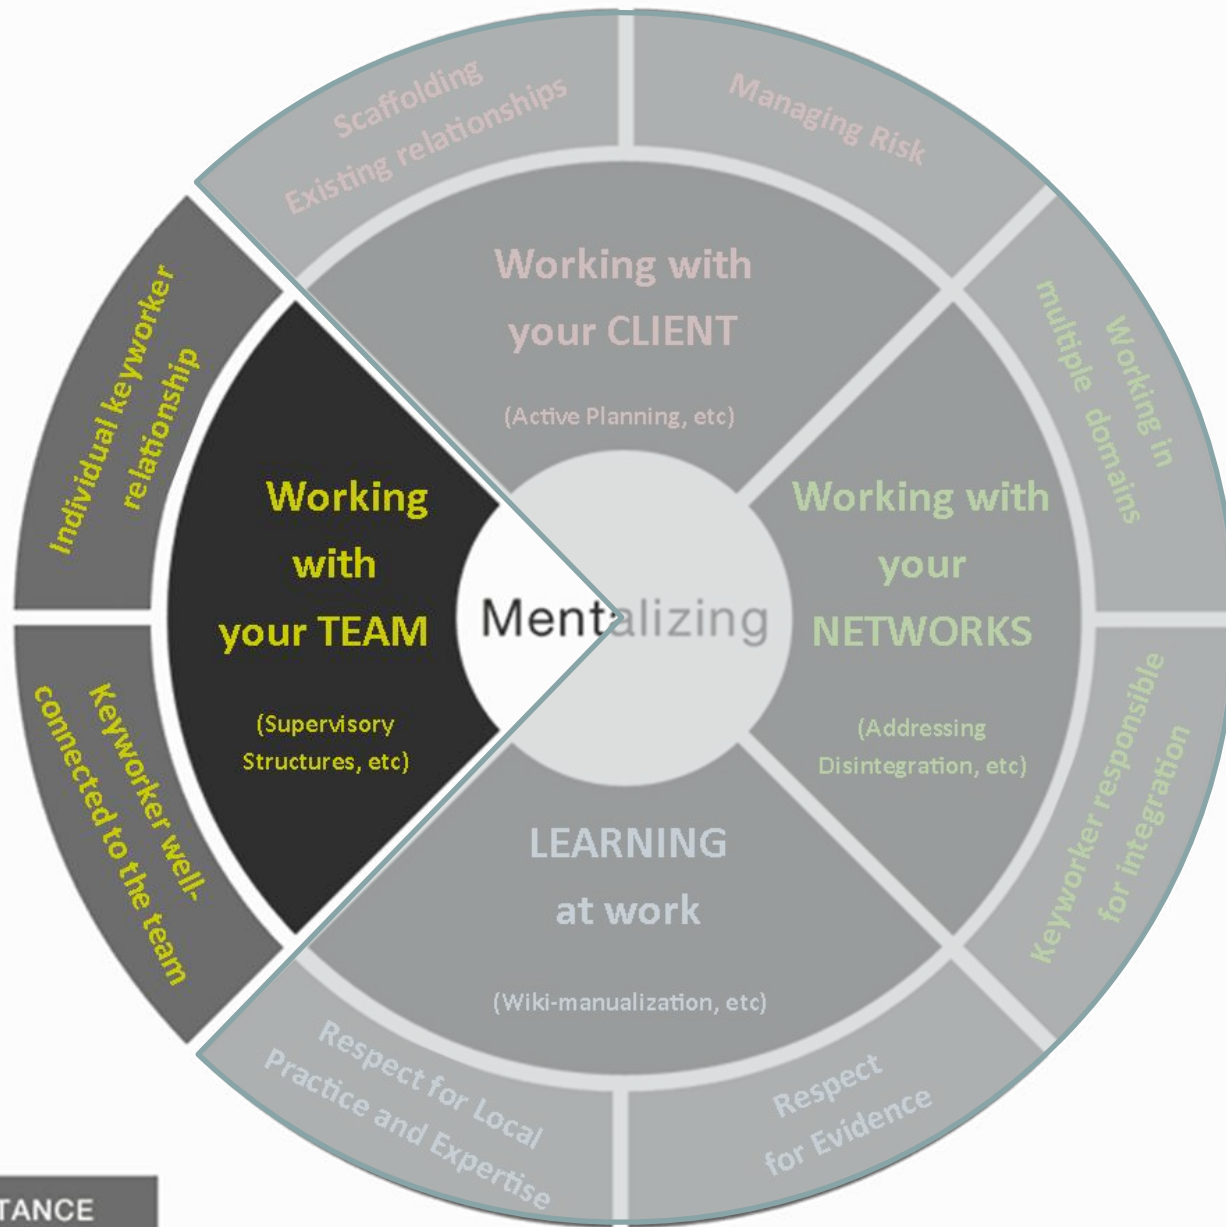 Scaffolding
Existing relationships
Managing Risk
Working with
your CLIENT
(Active Planning, etc)
Individual keyworker
relationship
Working in
multiple domains
Working
with
your TEAM
(Supervisory
Structures, etc)
Mentalizing
Working with
your
NETWORKS
(Addressing
Disintegration, etc)
Keyworker well-
connected to the team
Keyworker responsible
for integration
LEARNING
at work
(Wiki-manualization, etc)
Respect for Local
Practice and Expertise
Respect
for Evidence
TANCE